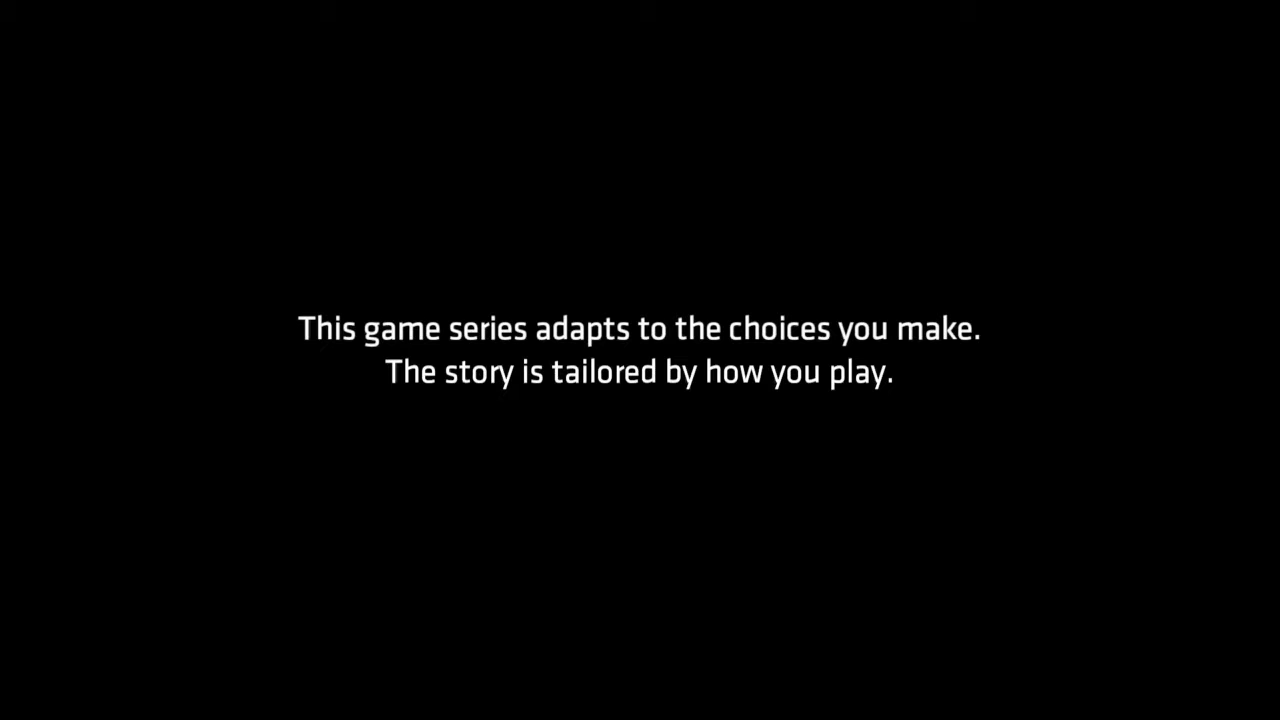 This game series adapts to the choices you make.
The story is tailored by how you play.